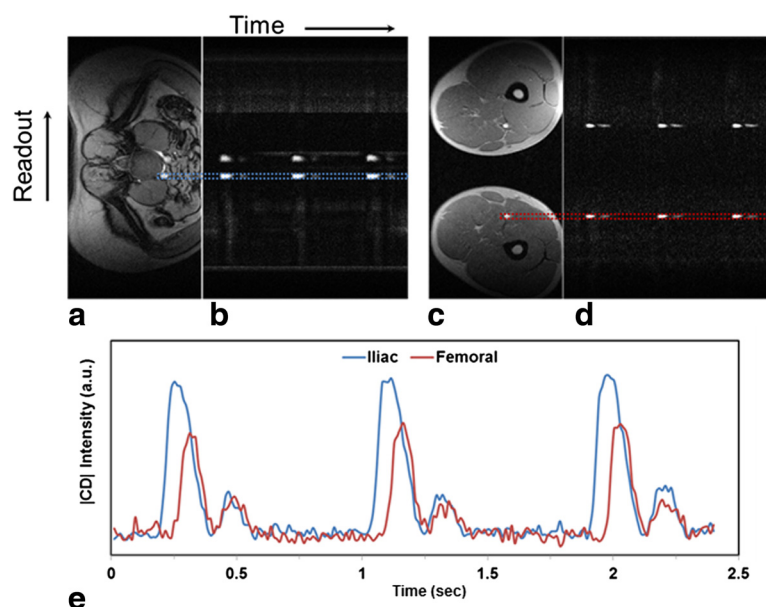 Time
Readout
a
b
c
d
Iliac
Femoral
|CD| Intensity (a.u.)
0
0.5
1
1.5
2
2.5
Time (sec)
e